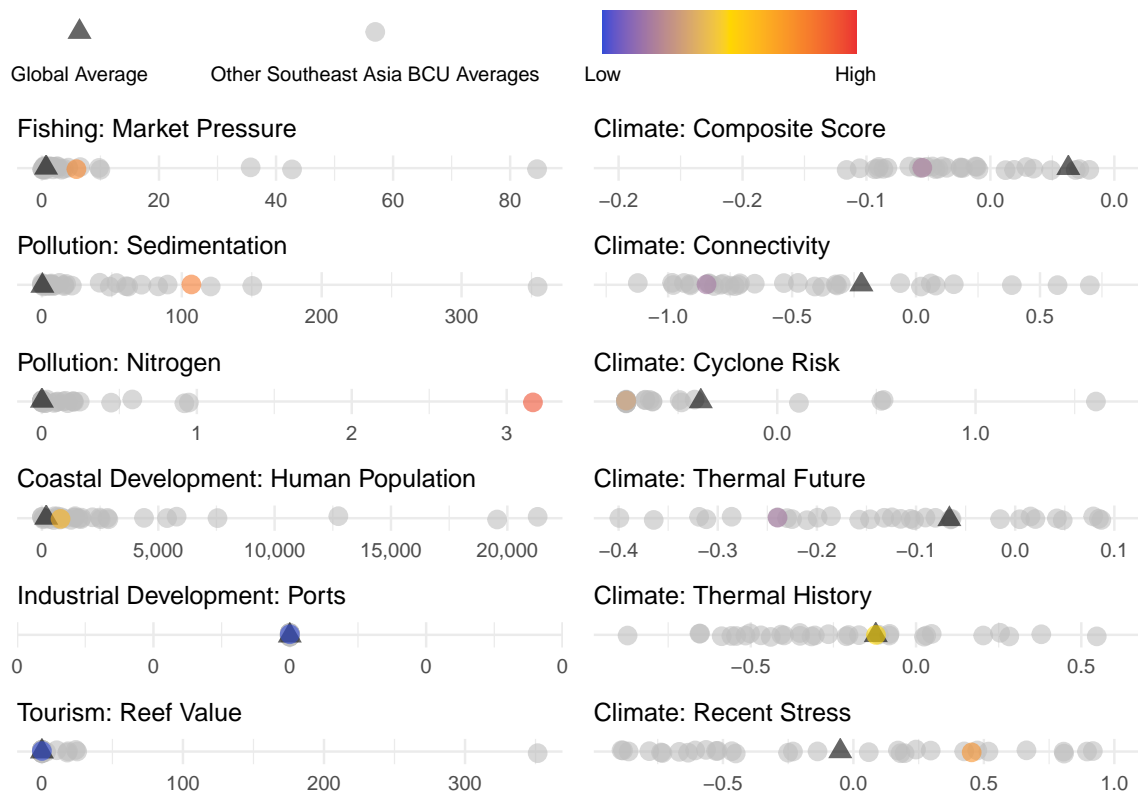 Global Average Other Southeast Asia BCU Averages Low High
Fishing: Market Pressure
0 20 40 60 80
Climate: Composite Score
−0.2 −0.2 −0.1 0.0 0.0
Pollution: Sedimentation
0 100 200 300
Climate: Connectivity
−1.0 −0.5 0.0 0.5
Pollution: Nitrogen
0 1 2 3
Climate: Cyclone Risk
0.0 1.0
Coastal Development: Human Population
0 5,000 10,000 15,000 20,000
Climate: Thermal Future
−0.4 −0.3 −0.2 −0.1 0.0 0.1
Industrial Development: Ports
0 0 0 0 0
Climate: Thermal History
−0.5 0.0 0.5
Tourism: Reef Value
0 100 200 300
Climate: Recent Stress
−0.5 0.0 0.5 1.0